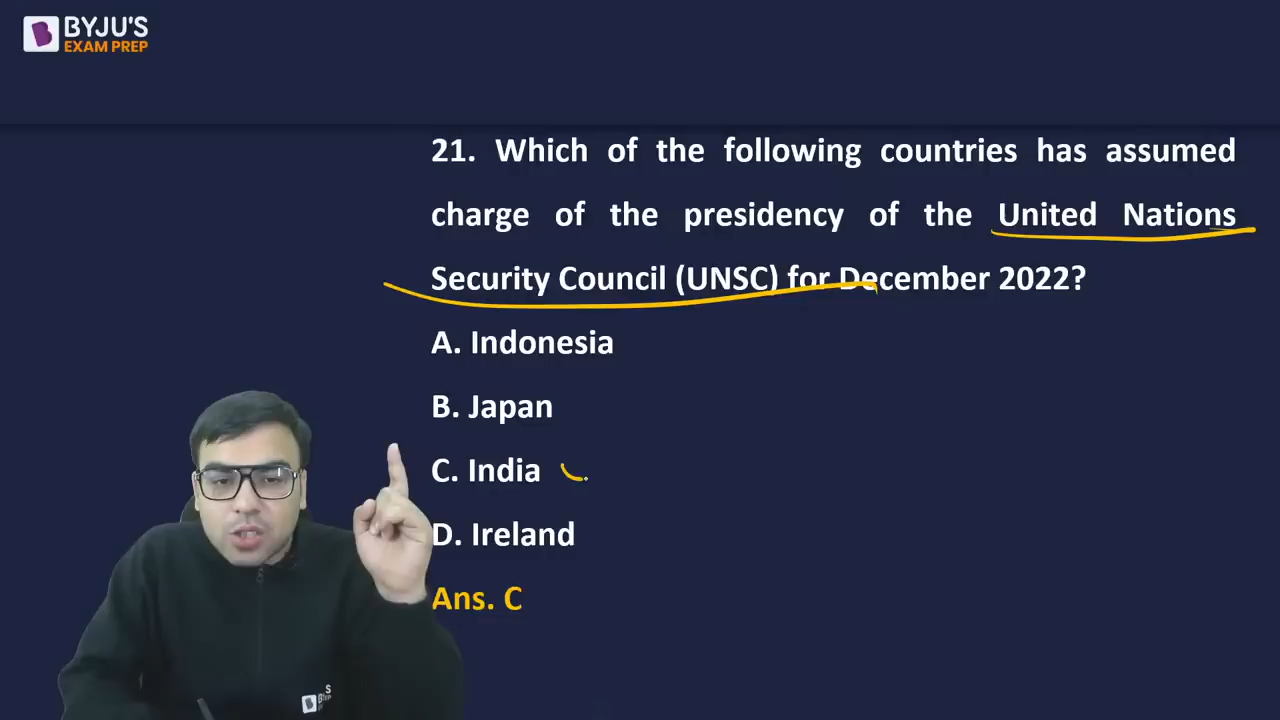 BYJU'S
EXAM PREP
21. Which of the following countries has assumed
charge of the presidency of the United Nations
Security Council (UNSC) for December 2022?
A. Indonesia
B. Japan
C. India
D. Ireland
Ans. C